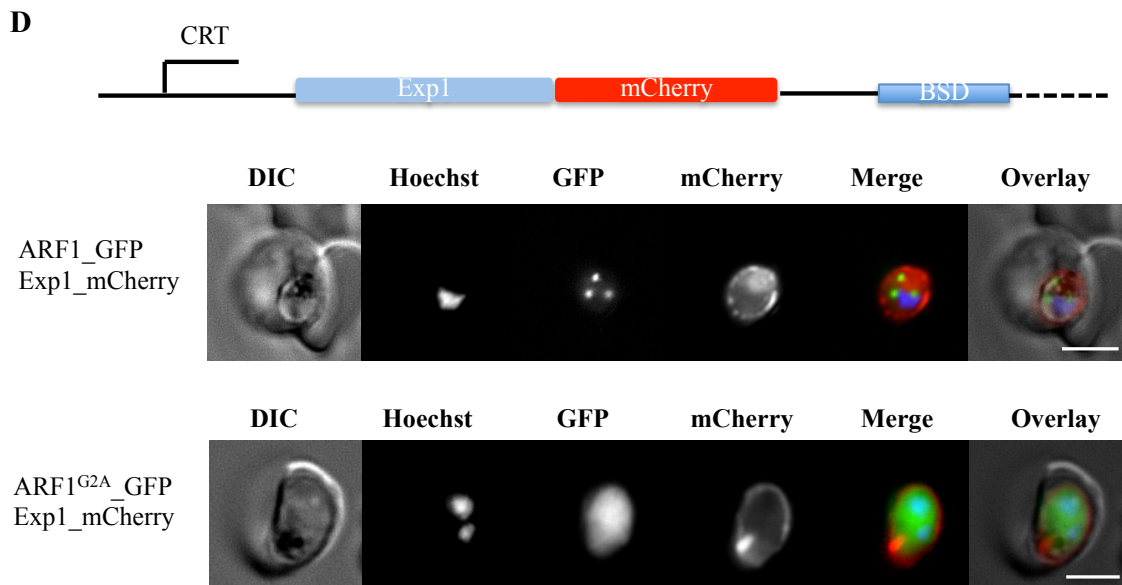 D
CRT
Exp1 mCherry BSD
DIC Hoechst GFP mCherry Merge Overlay
ARF1_GFP
Exp1_mCherry
DIC Hoechst GFP mCherry Merge Overlay
ARF1ᴳ²ᴬ_GFP
Exp1_mCherry